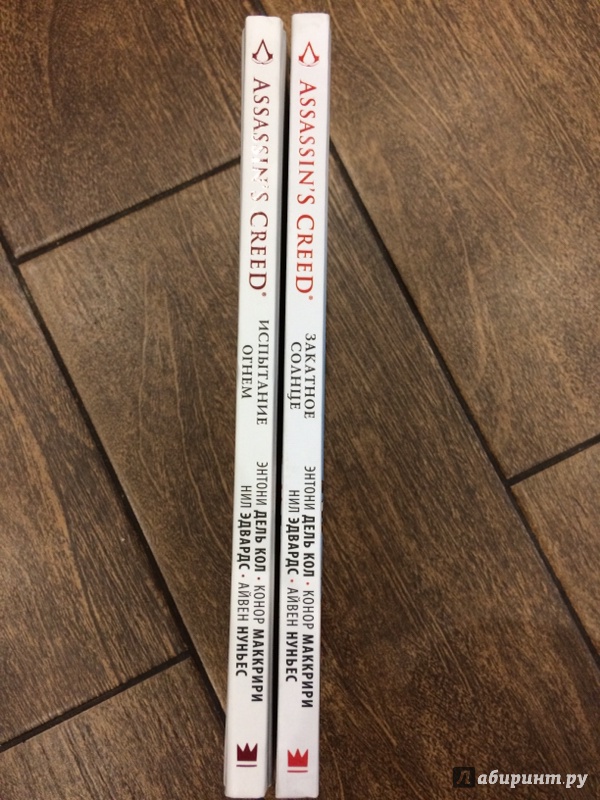 ASSASSIN'S CREED®
ИСПЫТАНИЕ
ОГНЕМ
ЭНТОНИ ДЕЛЬ КОЛ • КОНОР МАККРИРИ
НИЛ ЭДВАРДС • АЙВЕН НУНЬЕС
ASSASSIN'S CREED®
ЗАКАТНОЕ
СОЛНЦЕ
ЭНТОНИ ДЕЛЬ КОЛ • КОНОР МАККРИРИ
НИЛ ЭДВАРДС • АЙВЕН НУНЬЕС
Лабиринт.ру